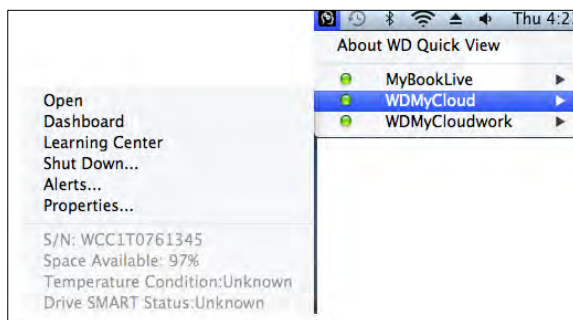 Thu 4:2
About WD Quick View
MyBookLive
WDMyCloud
WDMyCloudwork
Open
Dashboard
Learning Center
Shut Down...
Alerts...
Properties...
S/N: WCC1T0761345
Space Available: 97%
Temperature Condition:Unknown
Drive SMART Status:Unknown